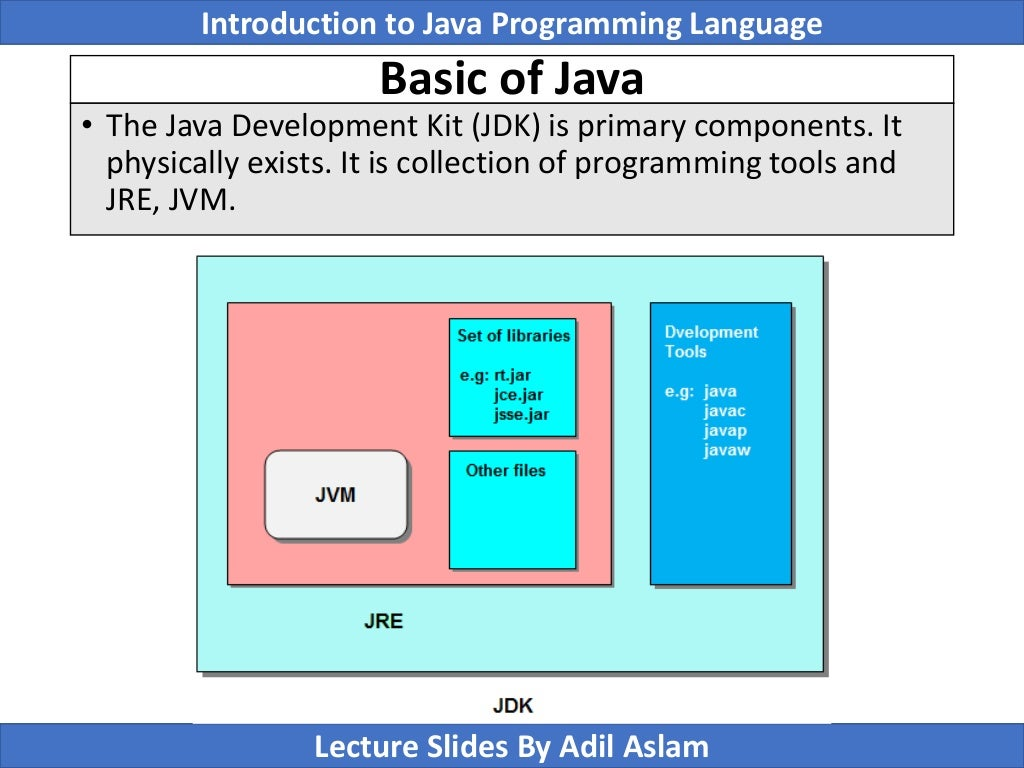 Introduction to Java Programming Language
Basic of Java
• The Java Development Kit (JDK) is primary components. It
physically exists. It is collection of programming tools and
JRE, JVM.
Set of libraries
e.g: rt.jar
jce.jar
jsse.jar
Other files
JVM
JRE
Dvelopment
Tools
e.g: java
javac
javap
javaw
JDK
Lecture Slides By Adil Aslam